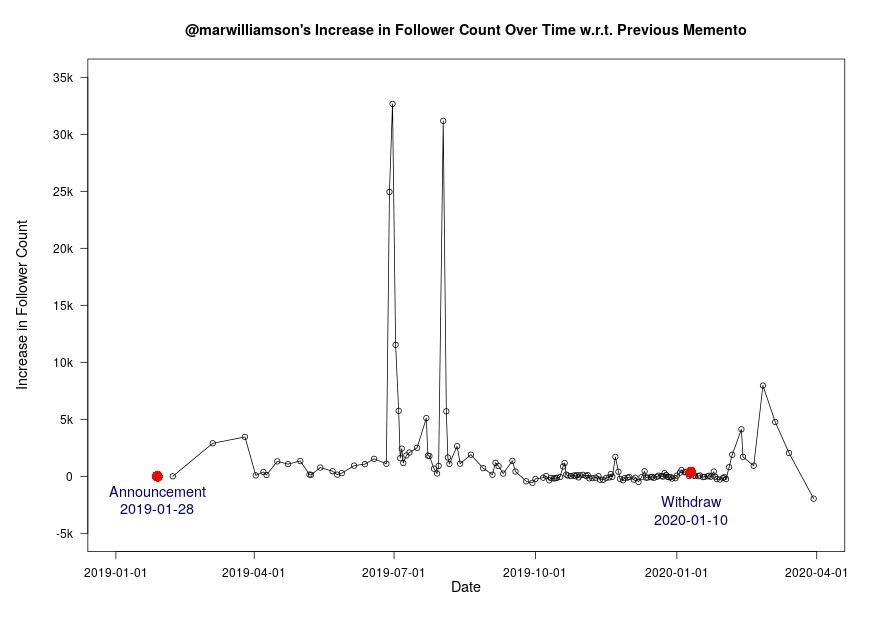 @marwilliamson's Increase in Follower Count Over Time w.r.t. Previous Memento
Increase in Follower Count
35k
30k
25k
20k
15k
10k
5k
0
-5k
Announcement
2019-01-28
Withdraw
2020-01-10
2019-01-01
2019-04-01
2019-07-01
2019-10-01
2020-01-01
2020-04-01
Date